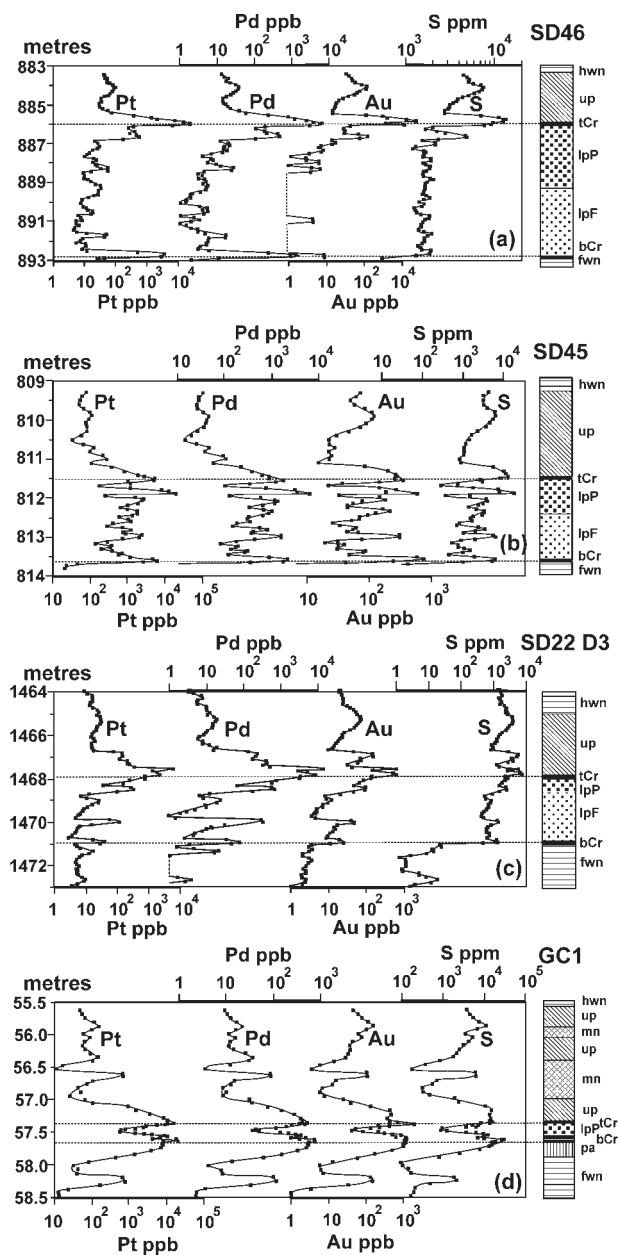 Pd ppb S ppm SD46
metres 1 10 10² 10³ 10⁴ 10³ 10⁴
883 hwn
885 Pt Pd Au S up
tCr
887
889 lpP
891 lpF
(a) bCr
893 fwn
1 10 10² 10³ 10⁴ 1 10 10² 10³ 10⁴
Pt ppb Au ppb
Pd ppb S ppm SD45
metres 10 10² 10³ 10⁴ 10² 10³ 10⁴
809 hwn
810 Pt Pd Au S up
811
tCr
812 lpP
813 (b) lpF
bCr
814 fwn
10 10² 10³ 10⁴ 10⁵ 10 10² 10³
Pt ppb Au ppb
Pd ppb S ppm SD22 D3
metres 1 10 10² 10³ 10⁴ 1 10 10² 10³ 10⁴
1464 hwn
1466 Pt Pd Au S up
1468 tCr
lpP
1470 lpF
bCr
1472 (c) fwn
1 10 10² 10³ 10⁴ 1 10 10² 10³
Pt ppb Au ppb
Pd ppb S ppm GC1
metres 1 10 10² 10³ 10² 10³ 10⁴ 10⁵
55.5 hwn
up
56.0 Pt Pd Au S mn
up
56.5
mn
57.0
up
tCr
57.5 lpP
bCr
pa
58.0 fwn
58.5 (d)
10 10² 10³ 10⁴ 10⁵ 1 10 10² 10³
Pt ppb Au ppb